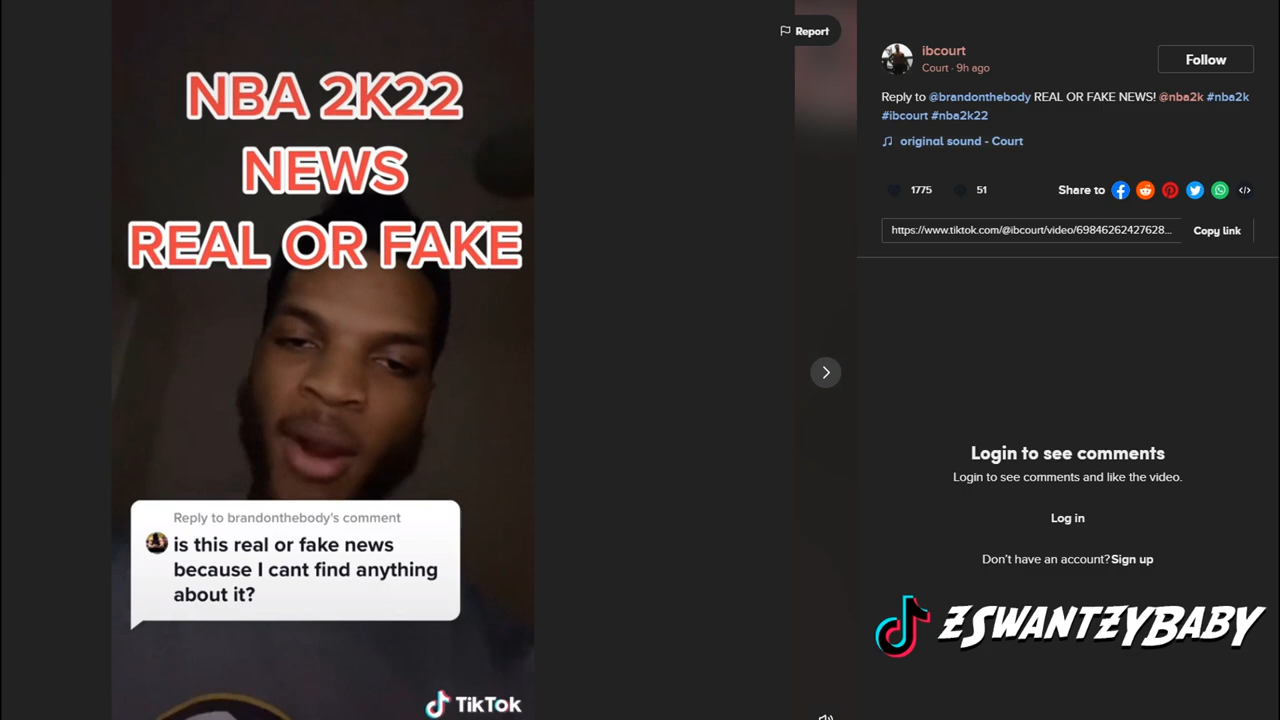 NBA 2K22
NEWS
REAL OR FAKE
Reply to brandonthebody's comment
is this real or fake news
because I cant find anything
about it?
TikTok
Report
ibcourt
Court · 9h ago
Follow
Reply to @brandonthebody REAL OR FAKE NEWS! @nba2k #nba2k
#ibcourt #nba2k22
original sound - Court
1775
51
Share to
https://www.tiktok.com/@ibcourt/video/69846262427628...
Copy link
Login to see comments
Login to see comments and like the video.
Log in
Don't have an account? Sign up
ZSWANTZYBABY